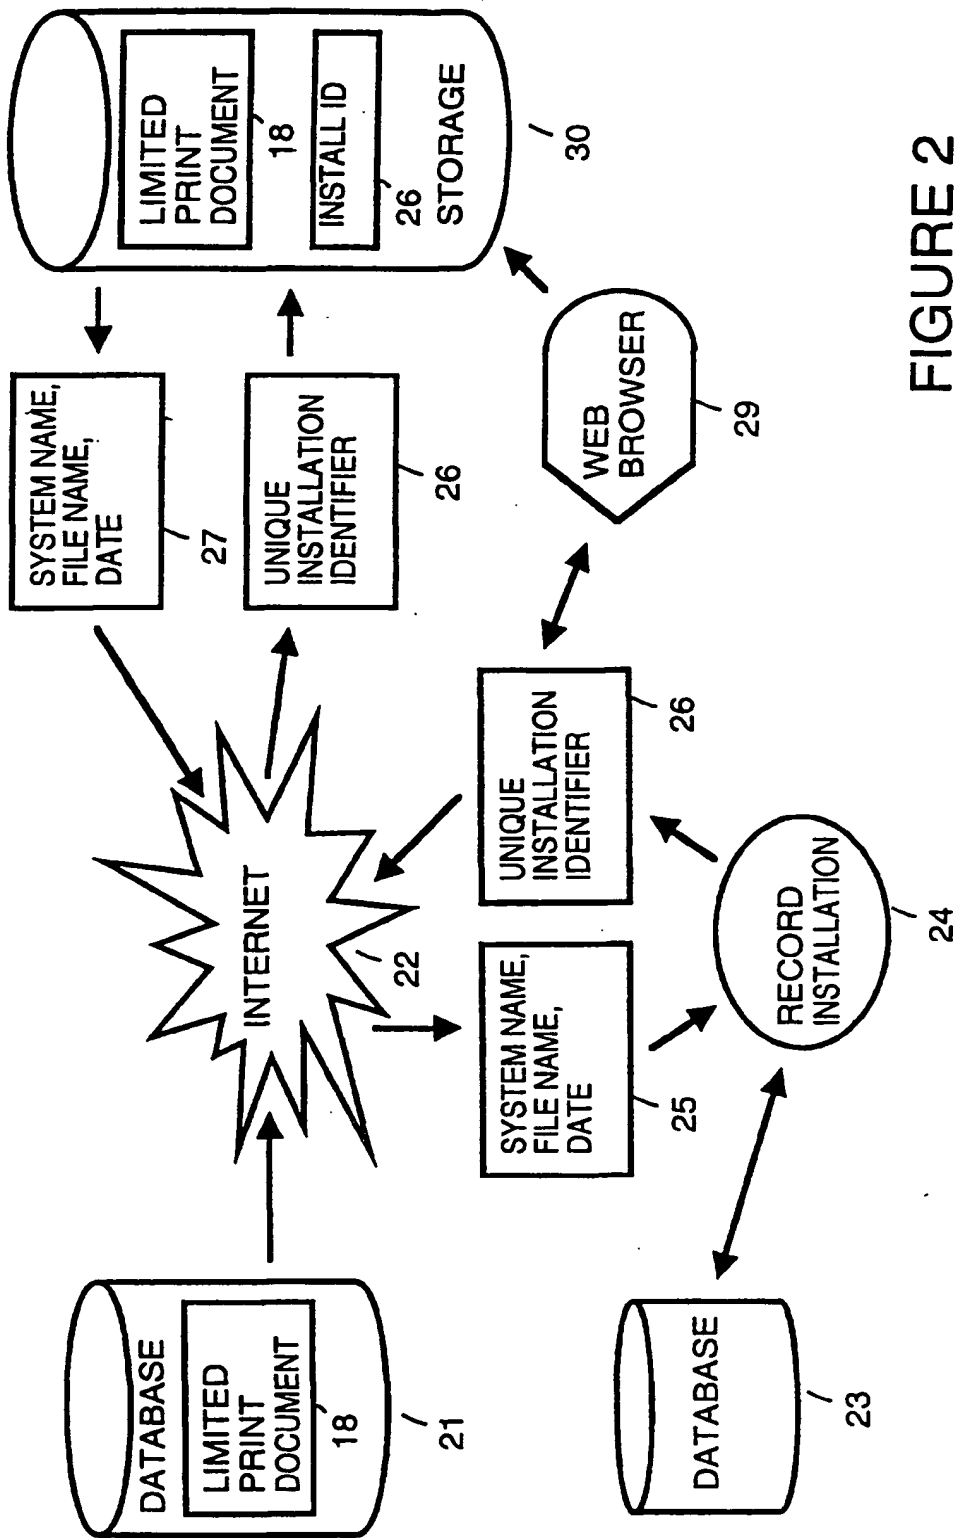 DATABASE
LIMITED
PRINT
DOCUMENT
18
21
INTERNET
22
SYSTEM NAME,
FILE NAME,
DATE
27
UNIQUE
INSTALLATION
IDENTIFIER
26
LIMITED
PRINT
DOCUMENT
18
INSTALL ID
26
STORAGE
30
SYSTEM NAME,
FILE NAME,
DATE
25
UNIQUE
INSTALLATION
IDENTIFIER
26
WEB
BROWSER
29
DATABASE
23
RECORD
INSTALLATION
24
FIGURE 2